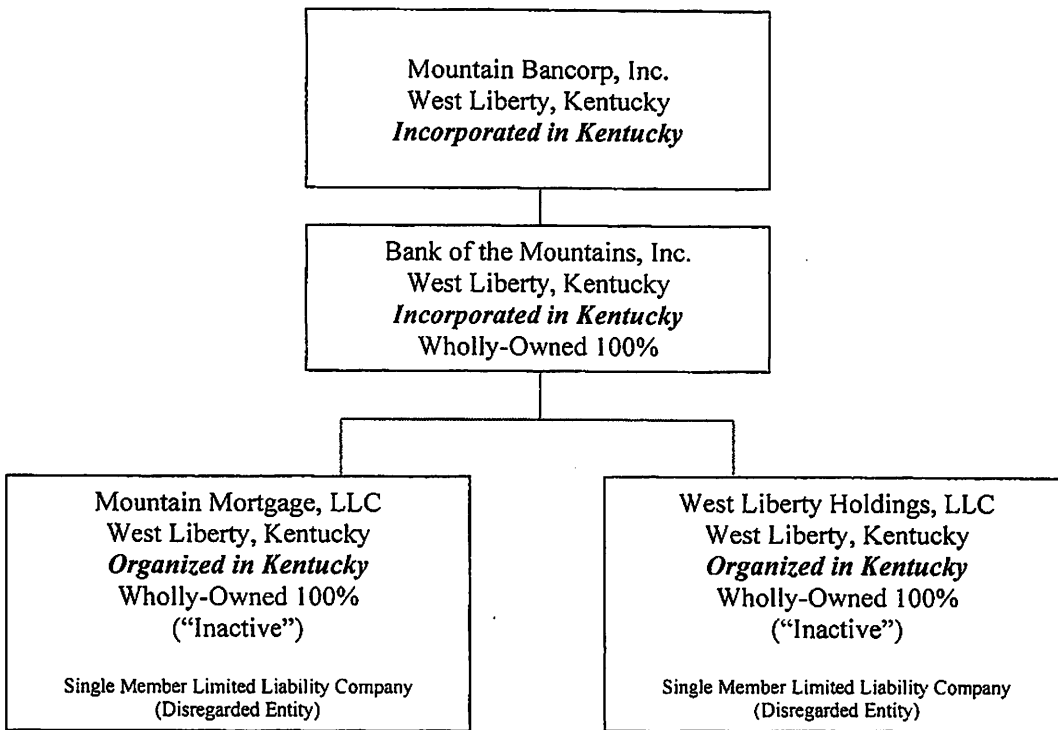 Mountain Bancorp, Inc.
West Liberty, Kentucky
Incorporated in Kentucky
Bank of the Mountains, Inc.
West Liberty, Kentucky
Incorporated in Kentucky
Wholly-Owned 100%
Mountain Mortgage, LLC
West Liberty, Kentucky
Organized in Kentucky
Wholly-Owned 100%
(“Inactive”)
Single Member Limited Liability Company
(Disregarded Entity)
West Liberty Holdings, LLC
West Liberty, Kentucky
Organized in Kentucky
Wholly-Owned 100%
(“Inactive”)
Single Member Limited Liability Company
(Disregarded Entity)